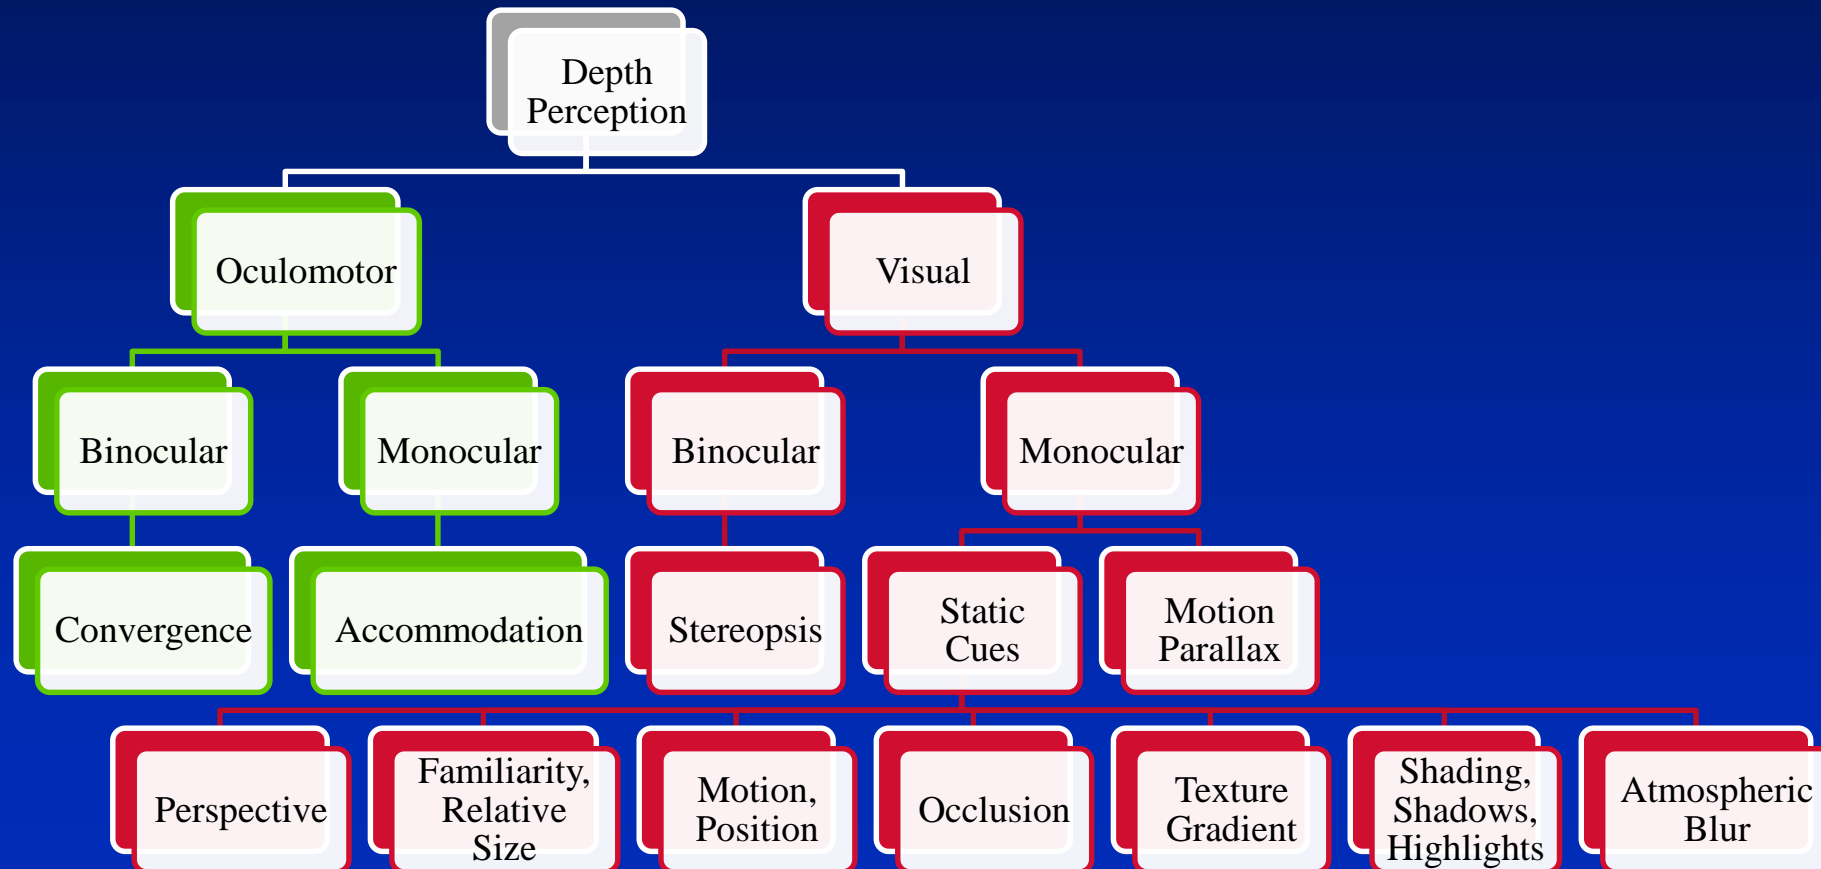 Depth
Perception
Oculomotor
Visual
Binocular
Monocular
Binocular
Monocular
Convergence
Accommodation
Stereopsis
Static
Cues
Motion
Parallax
Perspective
Familiarity,
Relative
Size
Motion,
Position
Occlusion
Texture
Gradient
Shading,
Shadows,
Highlights
Atmospheric
Blur